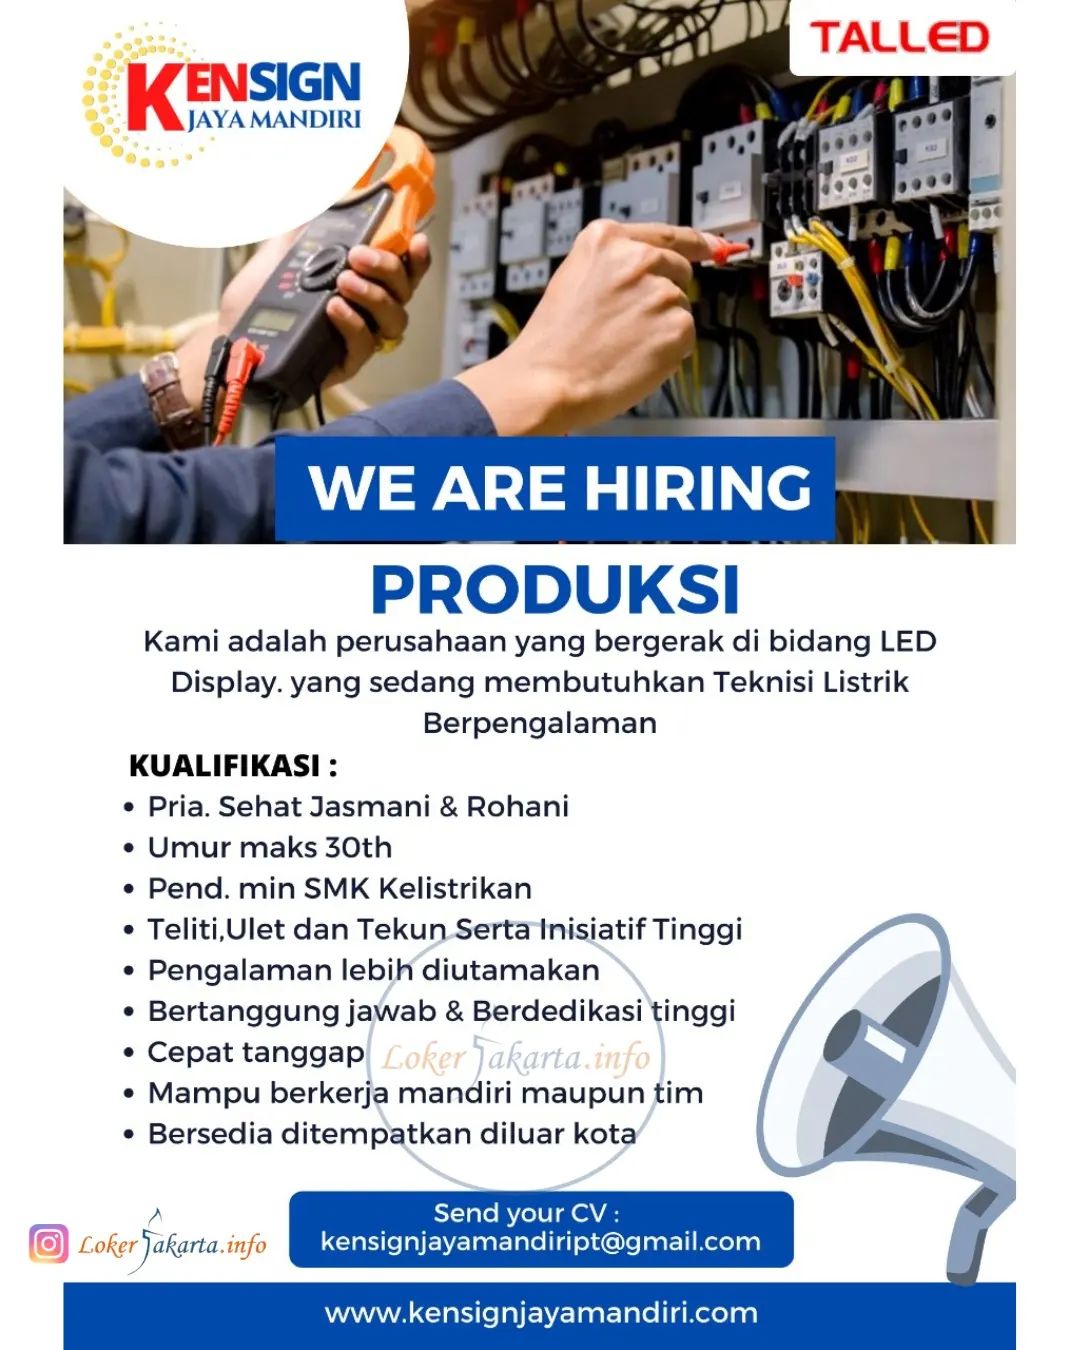 KENSIGN
JAYA MANDIRI
TALLED
WE ARE HIRING
PRODUKSI
Kami adalah perusahaan yang bergerak di bidang LED
Display. yang sedang membutuhkan Teknisi Listrik
Berpengalaman
KUALIFIKASI :
• Pria. Sehat Jasmani & Rohani
• Umur maks 30th
• Pend. min SMK Kelistrikan
• Teliti,Ulet dan Tekun Serta Inisiatif Tinggi
• Pengalaman lebih diutamakan
• Bertanggung jawab & Berdedikasi tinggi
• Cepat tanggap
Loker Jakarta.info
• Mampu berkerja mandiri maupun tim
• Bersedia ditempatkan diluar kota
Send your CV :
kensignjayamandiript@gmail.com
Loker Jakarta.info
www.kensignjayamandiri.com